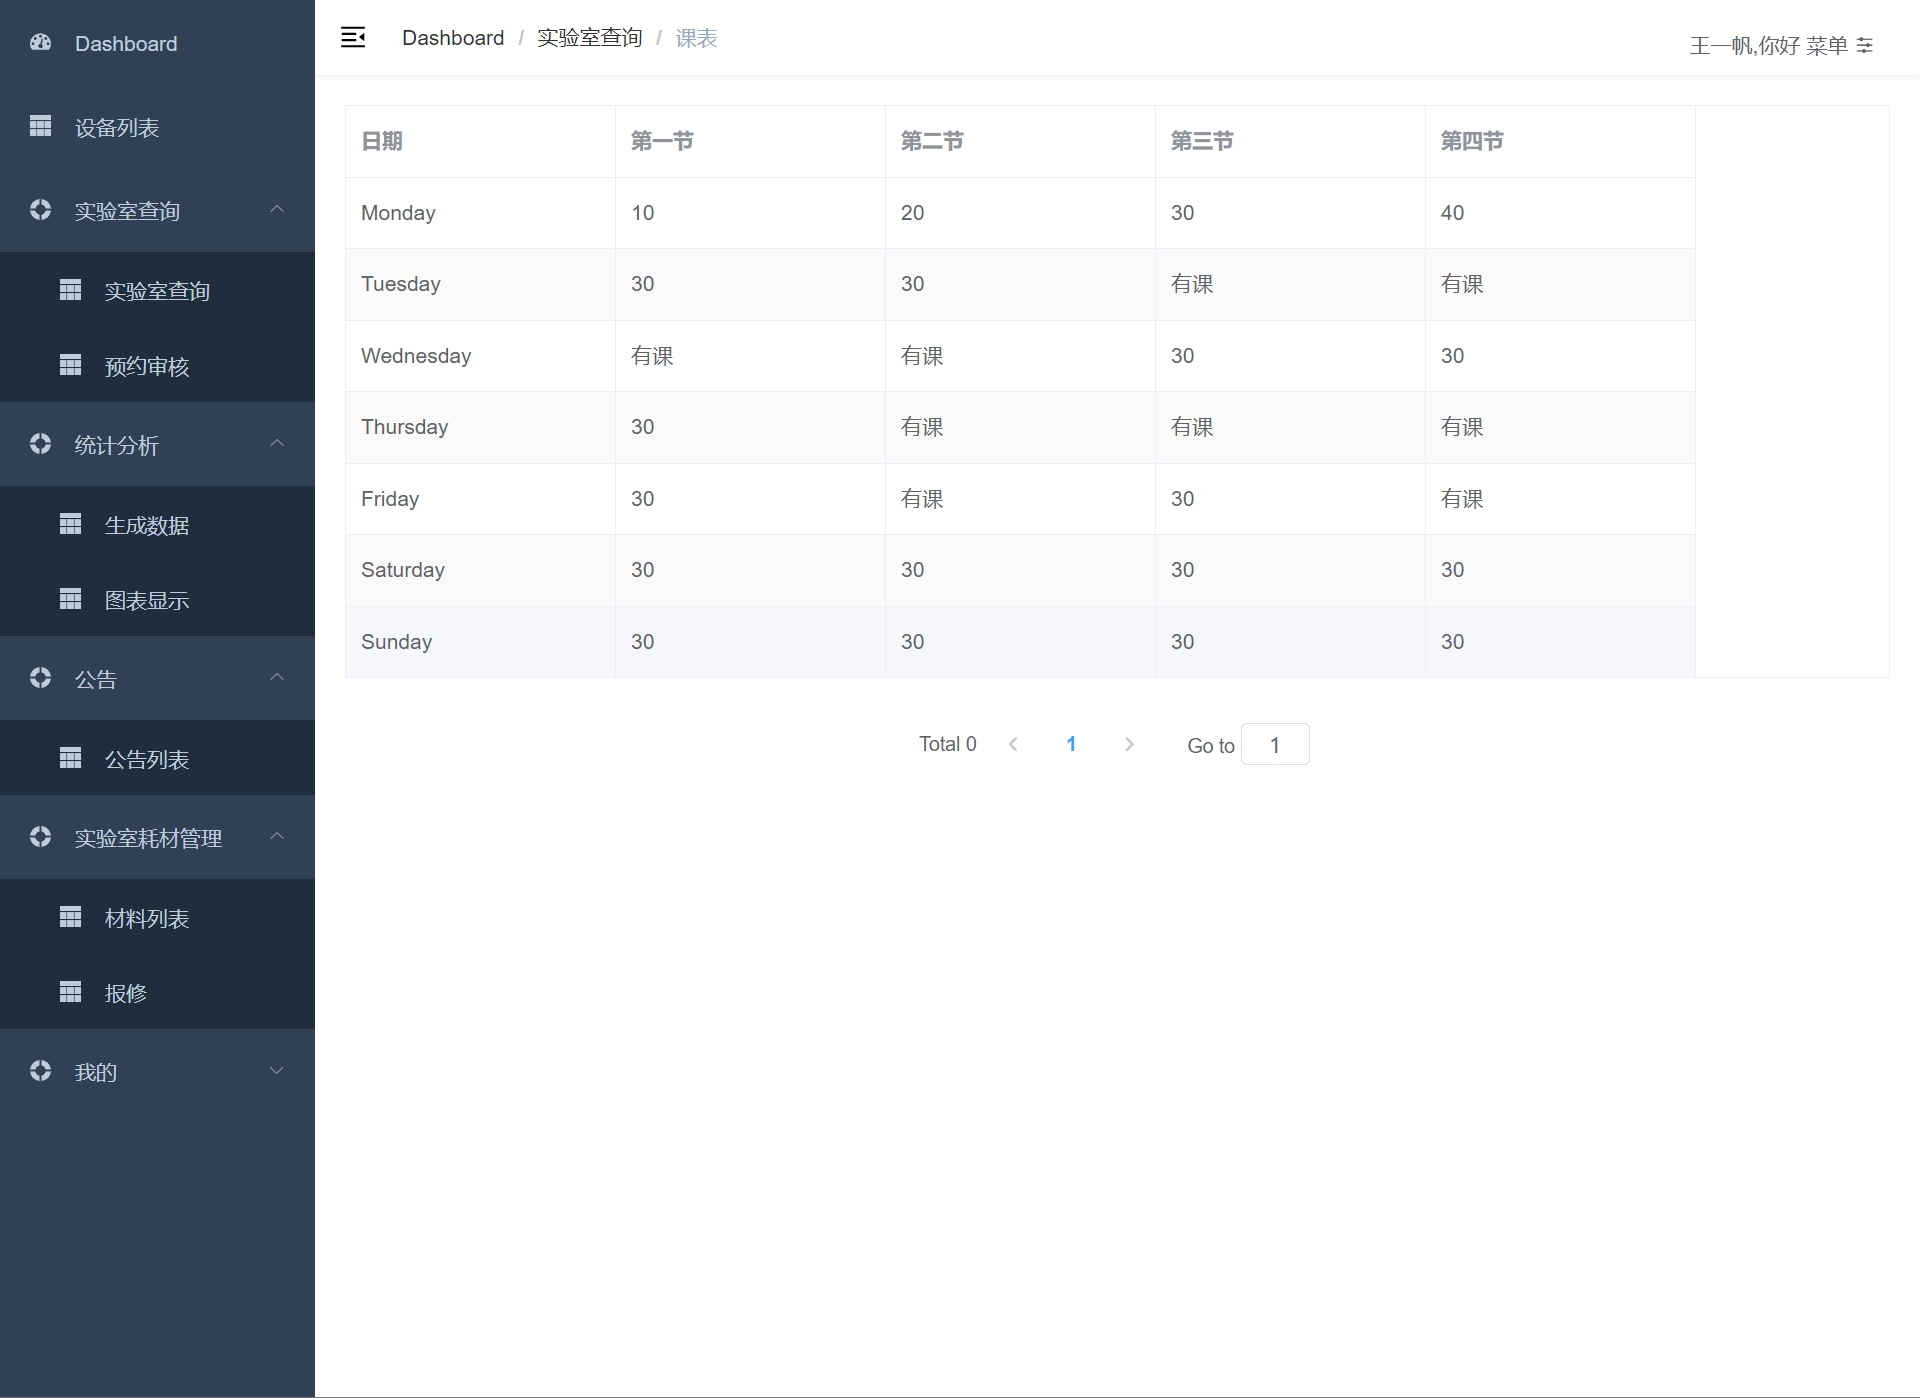 Dashboard
设备列表
实验室查询
实验室查询
预约审核
统计分析
生成数据
图表显示
公告
公告列表
实验室耗材管理
材料列表
报修
我的
Dashboard / 实验室查询 / 课表
王一帆,你好 菜单
日期 第一节 第二节 第三节 第四节
Monday 10 20 30 40
Tuesday 30 30 有课 有课
Wednesday 有课 有课 30 30
Thursday 30 有课 有课 有课
Friday 30 有课 30 有课
Saturday 30 30 30 30
Sunday 30 30 30 30
Total 0 1 Go to 1